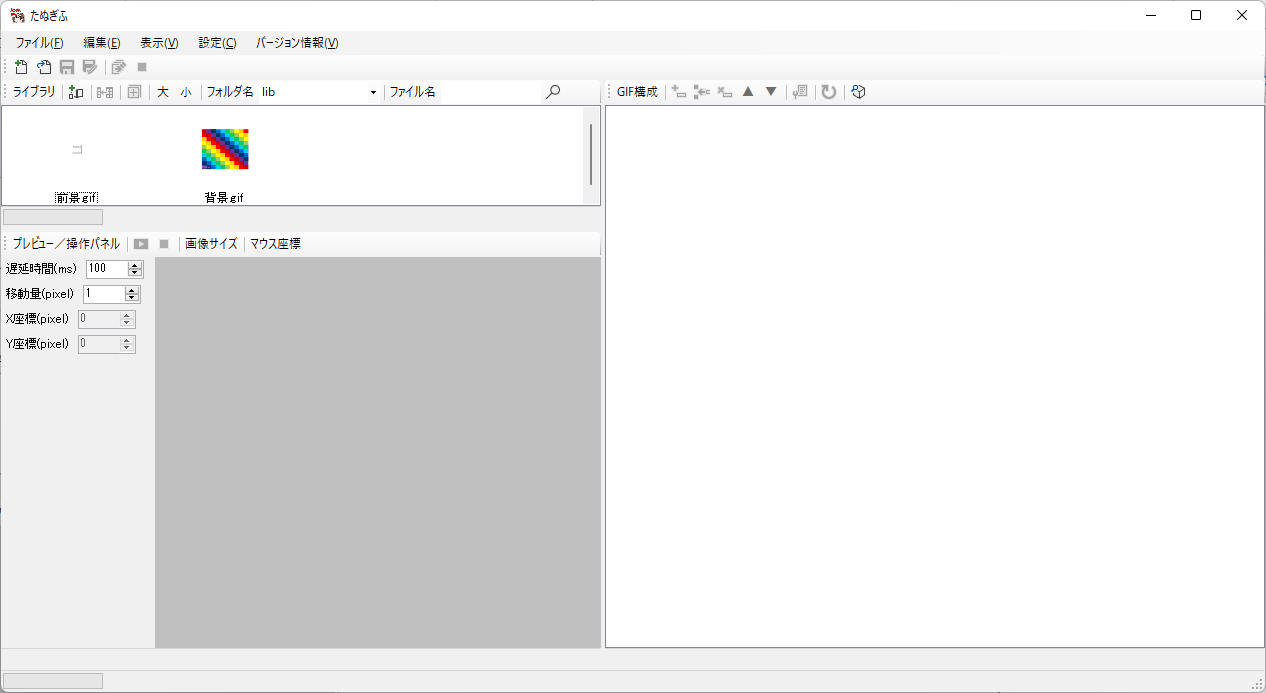 たぬぎふ
ファイル(F) 編集(E) 表示(V) 設定(C) バージョン情報(V)
ライブラリ 大 小 フォルダ名 lib ファイル名
前景.gif 背景.gif
プレビュー／操作パネル 画像サイズ マウス座標
遅延時間(ms) 100
移動量(pixel) 1
X座標(pixel) 0
Y座標(pixel) 0
GIF構成